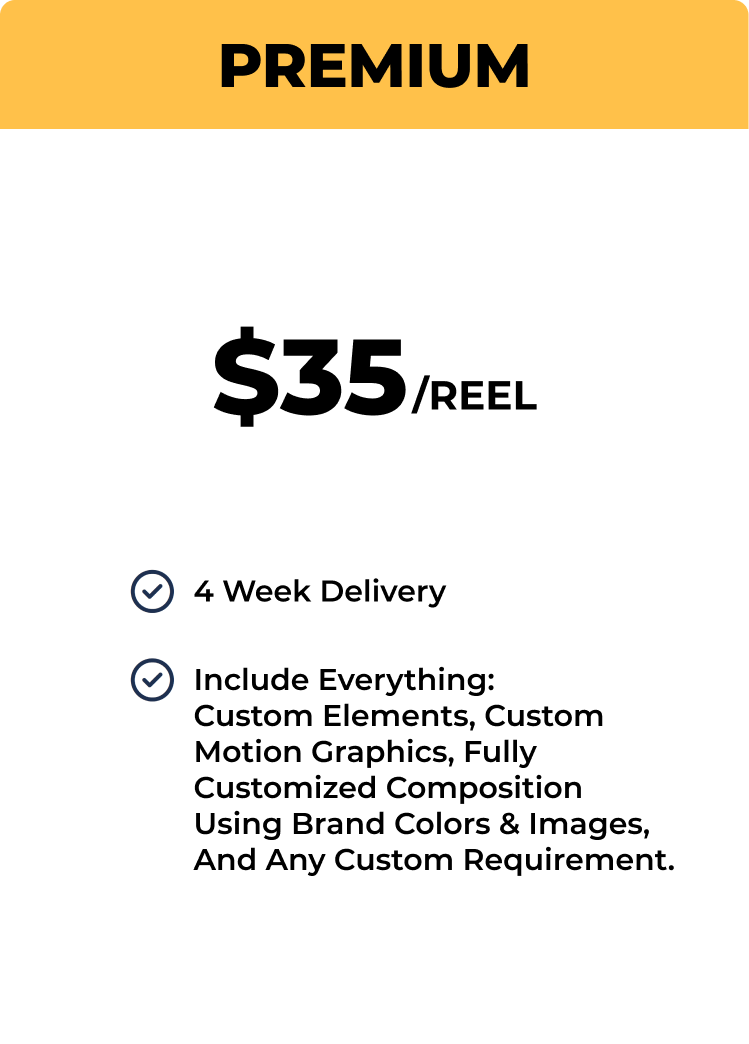 PREMIUM
$35/REEL
4 Week Delivery
Include Everything:
Custom Elements, Custom
Motion Graphics, Fully
Customized Composition
Using Brand Colors & Images,
And Any Custom Requirement.